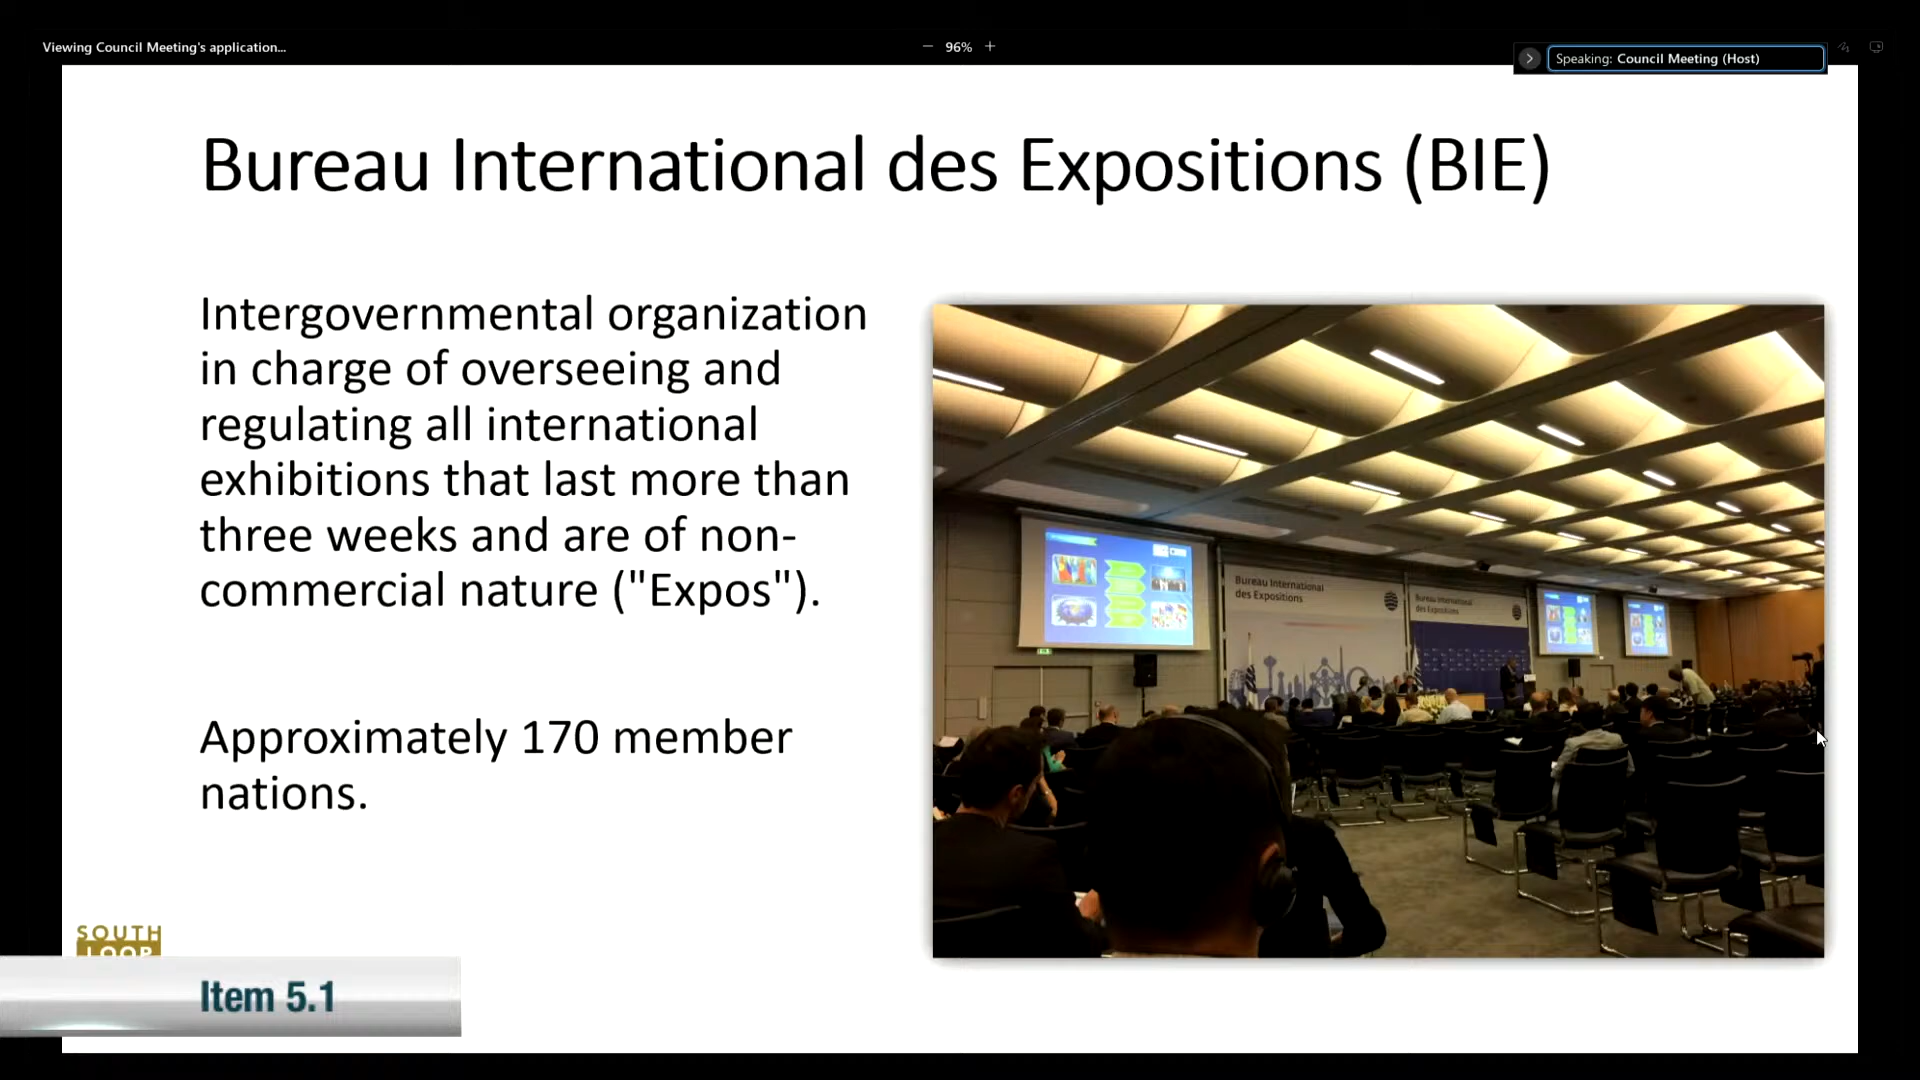 Viewing Council Meeting's application...
96%
Speaking: Council Meeting (Host)
Bureau International des Expositions (BIE)
Intergovernmental organization
in charge of overseeing and
regulating all international
exhibitions that last more than
three weeks and are of non-
commercial nature ("Expos").
Approximately 170 member
nations.
Bureau International
des Expositions
Bureau International
des Expositions
SOUTH
LOOP
Item 5.1